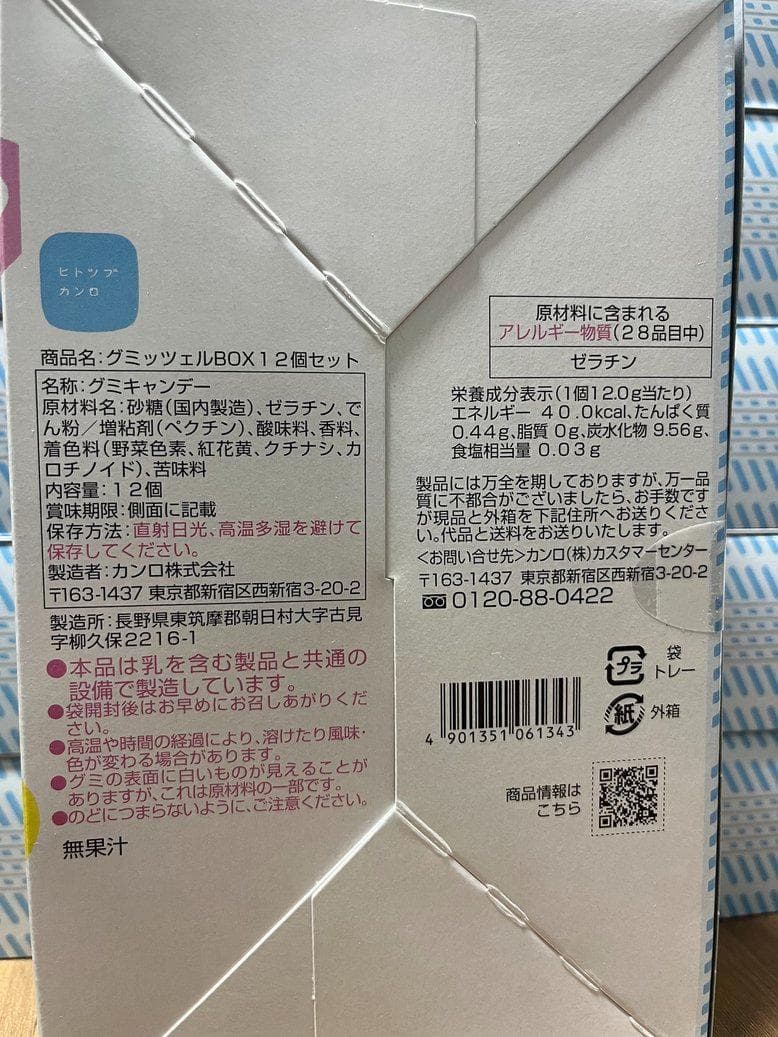 ヒトツブ
カンロ
商品名:グミッツェルBOX12個セット
名称:グミキャンデー
原材料名:砂糖(国内製造)、ゼラチン、で
ん粉/増粘剤(ペクチン)、酸味料、香料、
着色料(野菜色素、紅花黄、クチナシ、カ
ロチノイド)、苦味料
内容量:12個
賞味期限:側面に記載
保存方法:直射日光、高温多湿を避けて
保存してください。
製造者:カンロ株式会社
〒163-1437 東京都新宿区西新宿3-20-2
製造所:長野県東筑摩郡朝日村大字古見
字柳久保2216-1
●本品は乳を含む製品と共通の
設備で製造しています。
●袋開封後はお早めにお召しあがりくだ
さい。
●高温や時間の経過により、溶けたり風味・
色が変わる場合があります。
●グミの表面に白いものが見えることが
ありますが、これは原材料の一部です。
●のどにつまらないように、ご注意ください。
無果汁
原材料に含まれる
アレルギー物質(28品目中)
ゼラチン
栄養成分表示(1個12.0g当たり)
エネルギー 40.0kcal、たんぱく質
0.44g、脂質 0g、炭水化物 9.56g、
食塩相当量 0.03g
製品には万全を期しておりますが、万一品
質に不都合がございましたら、お手数です
が現品と外箱を下記住所へお送りくださ
い。代品と送料をお送りいたします。
<お問い合せ先>カンロ(株)カスタマーセンター
〒163-1437 東京都新宿区西新宿3-20-2
0120-88-0422
プラ 袋
トレー
紙 外箱
4 901351 061343
商品情報は
こちら